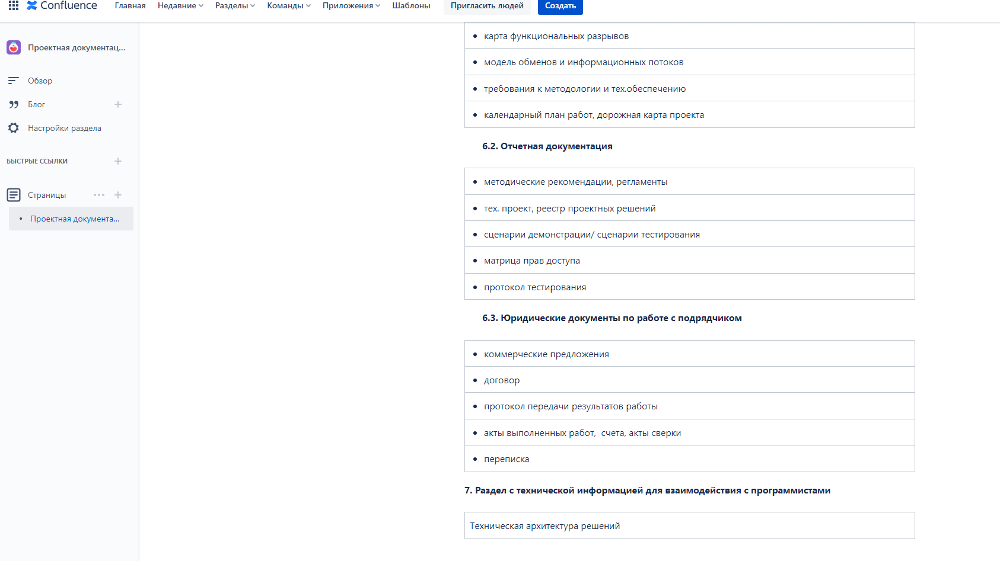 Confluence
Главная
Недавние
Разделы
Команды
Приложения
Шаблоны
Пригласить людей
Создать
Проектная документац...
Обзор
Блог
Настройки раздела
БЫСТРЫЕ ССЫЛКИ
Страницы
• Проектная документа...
• карта функциональных разрывов
• модель обменов и информационных потоков
• требования к методологии и тех.обеспечению
• календарный план работ, дорожная карта проекта
6.2. Отчетная документация
• методические рекомендации, регламенты
• тех. проект, реестр проектных решений
• сценарии демонстрации/ сценарии тестирования
• матрица прав доступа
• протокол тестирования
6.3. Юридические документы по работе с подрядчиком
• коммерческие предложения
• договор
• протокол передачи результатов работы
• акты выполненных работ,  счета, акты сверки
• переписка
7. Раздел с технической информацией для взаимодействия с программистами
Техническая архитектура решений